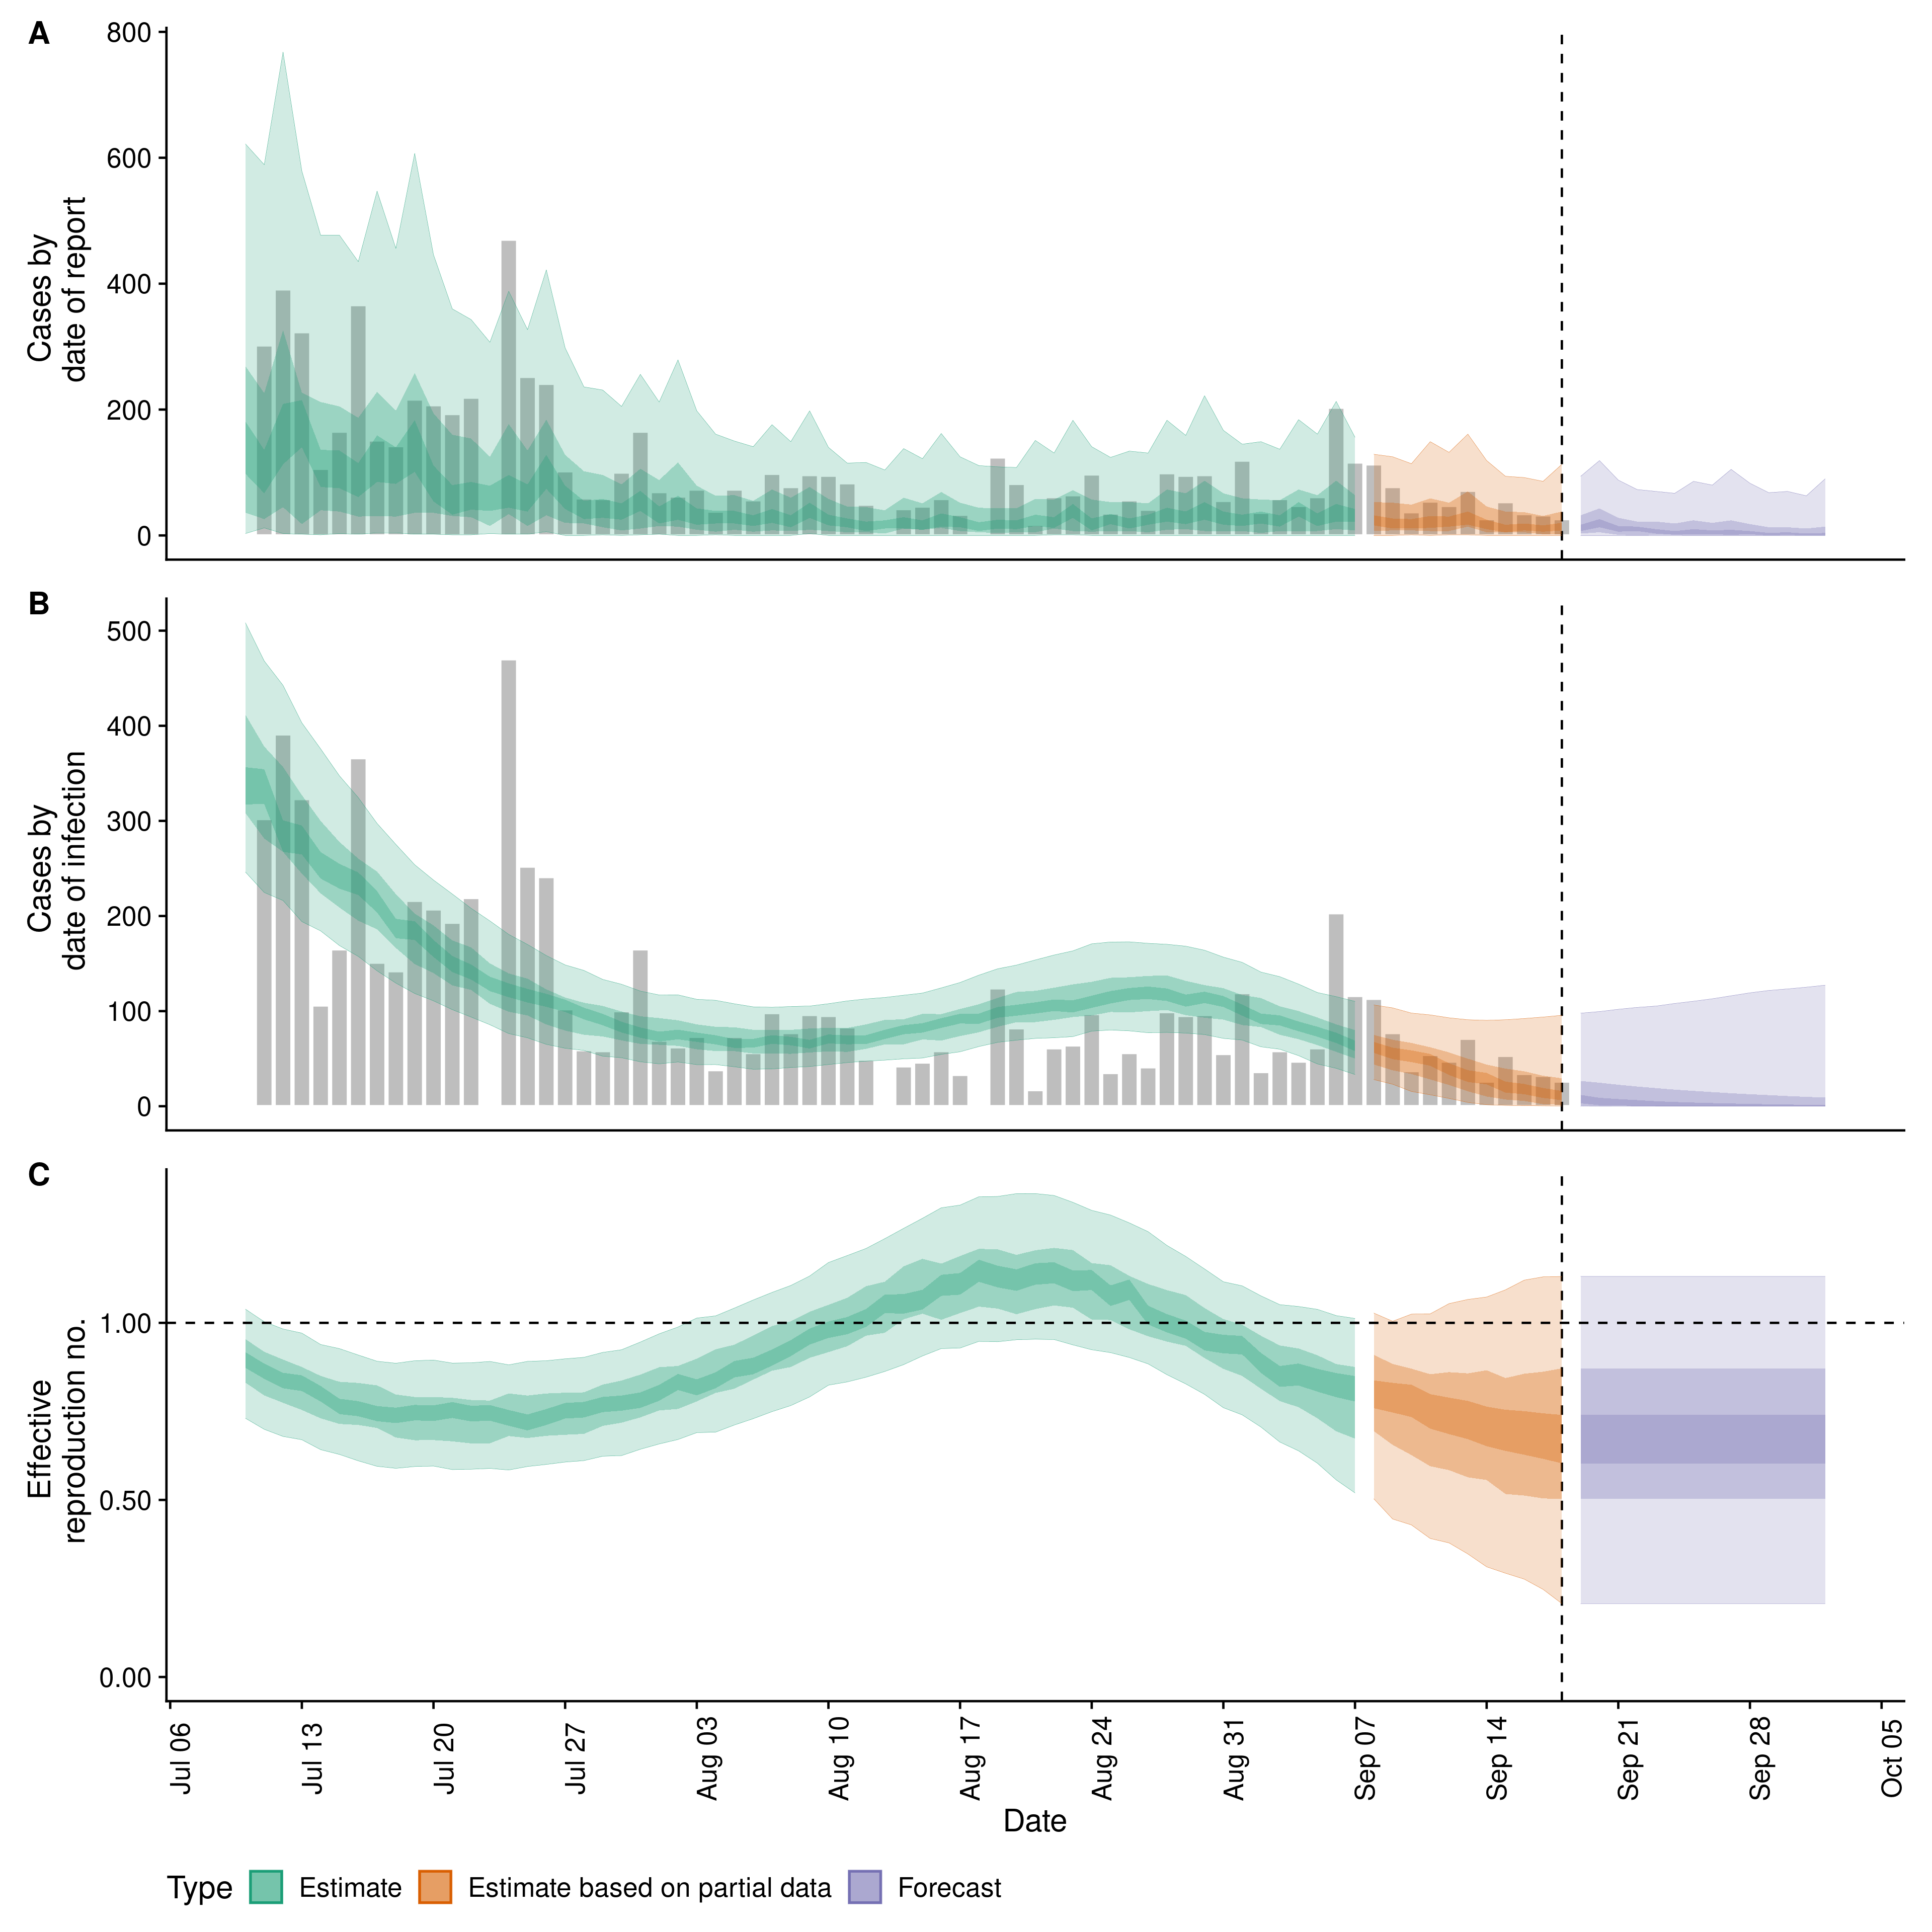 A
Cases by
date of report
800
600
400
200
0
B
Cases by
date of infection
500
400
300
200
100
0
C
Effective
reproduction no.
1.00
0.50
0.00
Jul 06
Jul 13
Jul 20
Jul 27
Aug 03
Aug 10
Aug 17
Aug 24
Aug 31
Sep 07
Sep 14
Sep 21
Sep 28
Oct 05
Date
Type Estimate Estimate based on partial data Forecast